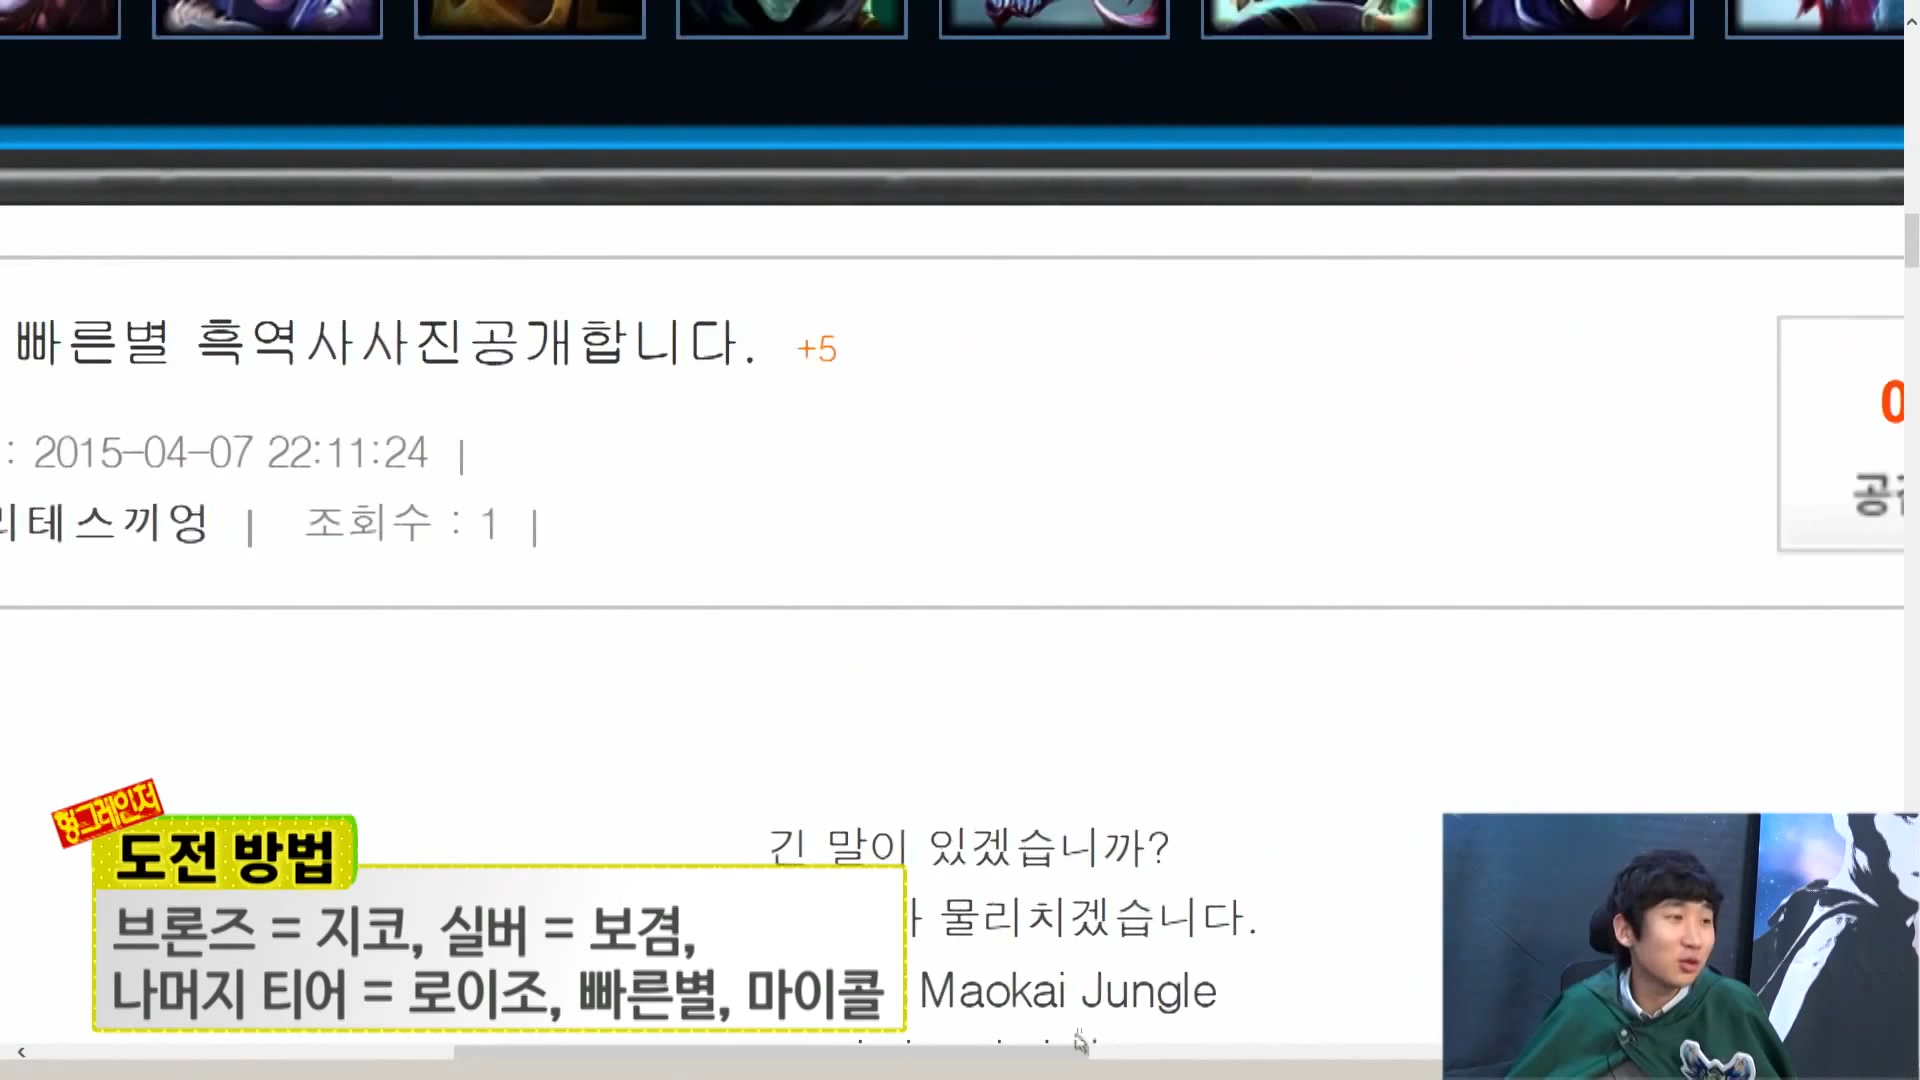 빠른별 흑역사사진공개합니다. +5
: 2015-04-07 22:11:24 |
리테스끼엉 | 조회수 : 1 |
0
긴 말이 있겠습니까?
물리치겠습니다.
Maokai Jungle
헝그레인저
도전 방법
브론즈 = 지코, 실버 = 보겸,
나머지 티어 = 로이조, 빠른별, 마이콜